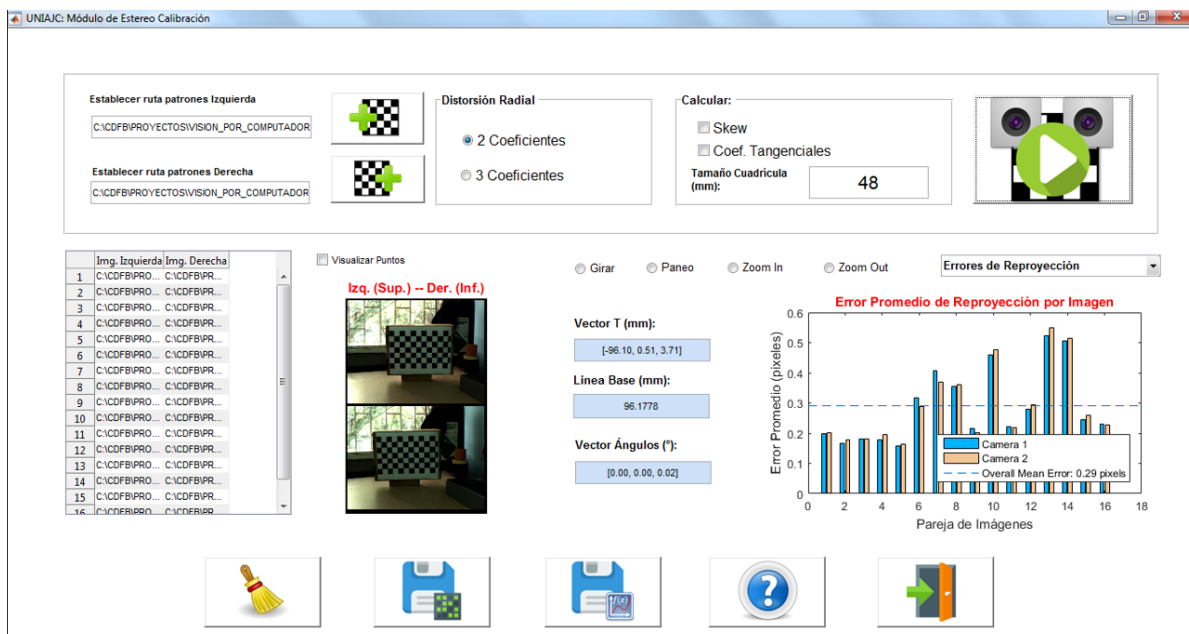 UNIAJC: Módulo de Estereo Calibración
Establecer ruta patrones Izquierda
C:\CDFB\PROYECTOS\VISION_POR_COMPUTADOR
Establecer ruta patrones Derecha
C:\CDFB\PROYECTOS\VISION_POR_COMPUTADOR
Distorsión Radial
2 Coeficientes
3 Coeficientes
Calcular:
Skew
Coef. Tangenciales
Tamaño Cuadricula
(mm):
48
Img. Izquierda Img. Derecha
1 C:\CDFB\PRO... C:\CDFB\PR...
2 C:\CDFB\PRO... C:\CDFB\PR...
3 C:\CDFB\PRO... C:\CDFB\PR...
4 C:\CDFB\PRO... C:\CDFB\PR...
5 C:\CDFB\PRO... C:\CDFB\PR...
6 C:\CDFB\PRO... C:\CDFB\PR...
7 C:\CDFB\PRO... C:\CDFB\PR...
8 C:\CDFB\PRO... C:\CDFB\PR...
9 C:\CDFB\PRO... C:\CDFB\PR...
10 C:\CDFB\PRO... C:\CDFB\PR...
11 C:\CDFB\PRO... C:\CDFB\PR...
12 C:\CDFB\PRO... C:\CDFB\PR...
13 C:\CDFB\PRO... C:\CDFB\PR...
14 C:\CDFB\PRO... C:\CDFB\PR...
15 C:\CDFB\PRO... C:\CDFB\PR...
16 C:\CDFB\PRO... C:\CDFB\PR...
Visualizar Puntos
Izq. (Sup.) -- Der. (Inf.)
Girar
Paneo
Zoom In
Zoom Out
Errores de Reproyección
Vector T (mm):
[-96.10, 0.51, 3.71]
Linea Base (mm):
96.1778
Vector Ángulos (°):
[0.00, 0.00, 0.02]
Error Promedio de Reproyección por Imagen
Error Promedio (pixeles)
0.6
0.5
0.4
0.3
0.2
0.1
0
Camera 1
Camera 2
Overall Mean Error: 0.29 pixels
0 2 4 6 8 10 12 14 16 18
Pareja de Imágenes
f(x)
?